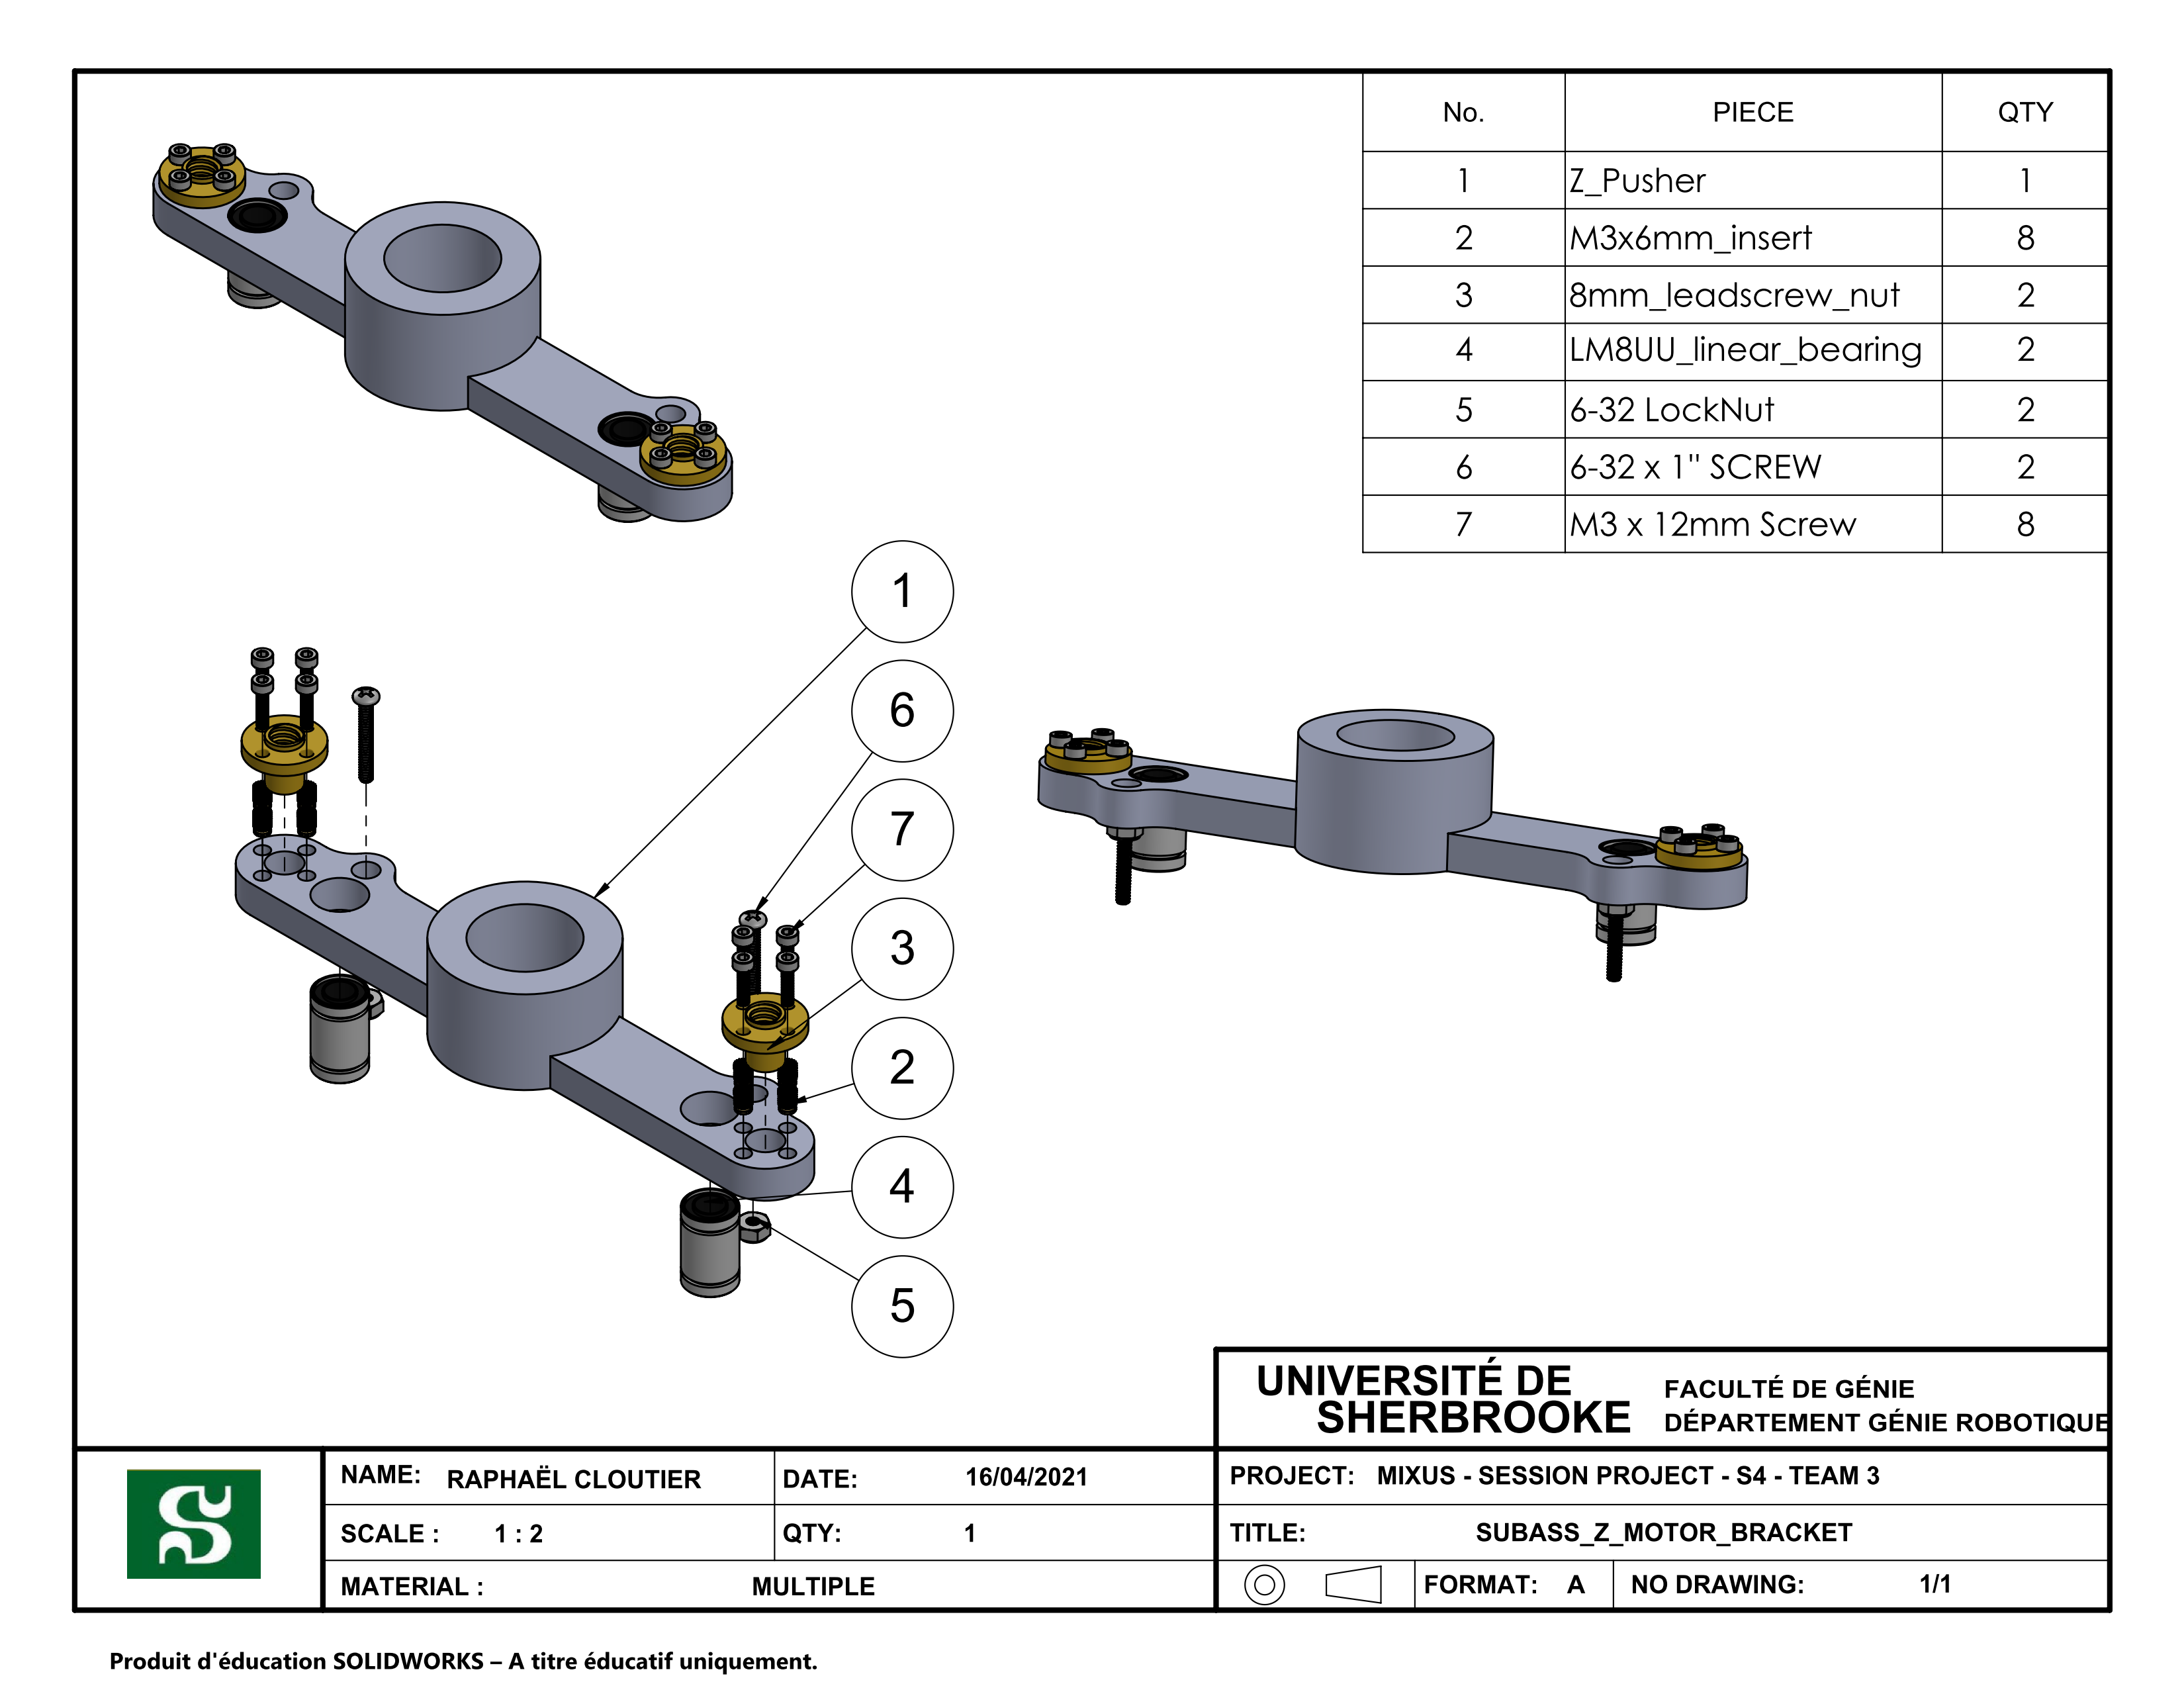 No. PIECE QTY
1 Z_Pusher 1
2 M3x6mm_insert 8
3 8mm_leadscrew_nut 2
4 LM8UU_linear_bearing 2
5 6-32 LockNut 2
6 6-32 x 1" SCREW 2
7 M3 x 12mm Screw 8
1
6
7
3
2
4
5
UNIVERSITÉ DE
SHERBROOKE
FACULTÉ DE GÉNIE
DÉPARTEMENT GÉNIE ROBOTIQUE
NAME: RAPHAËL CLOUTIER
DATE: 16/04/2021
PROJECT: MIXUS - SESSION PROJECT - S4 - TEAM 3
SCALE : 1 : 2
QTY: 1
TITLE: SUBASS_Z_MOTOR_BRACKET
MATERIAL : MULTIPLE
FORMAT: A
NO DRAWING: 1/1
Produit d'éducation SOLIDWORKS – A titre éducatif uniquement.